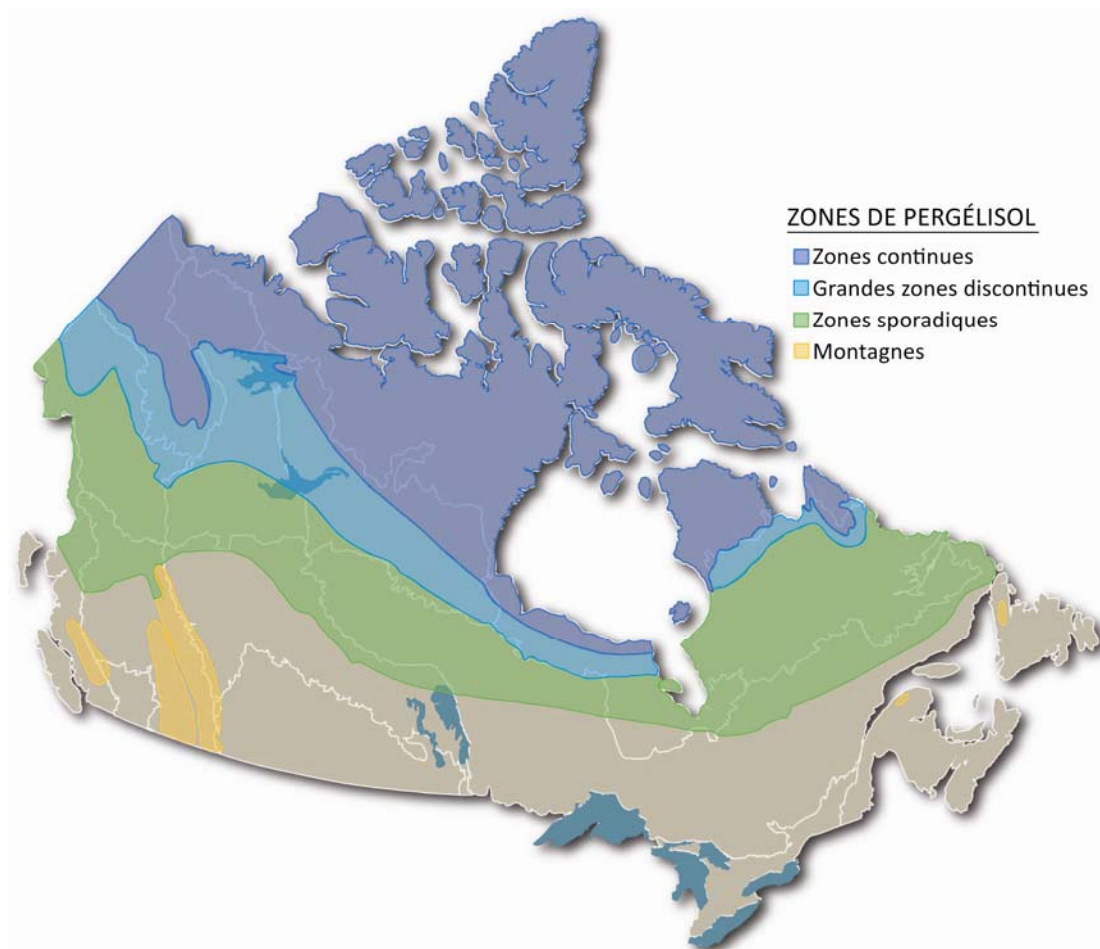 ZONES DE PERGÉLISOL
Zones continues
Grandes zones discontinues
Zones sporadiques
Montagnes